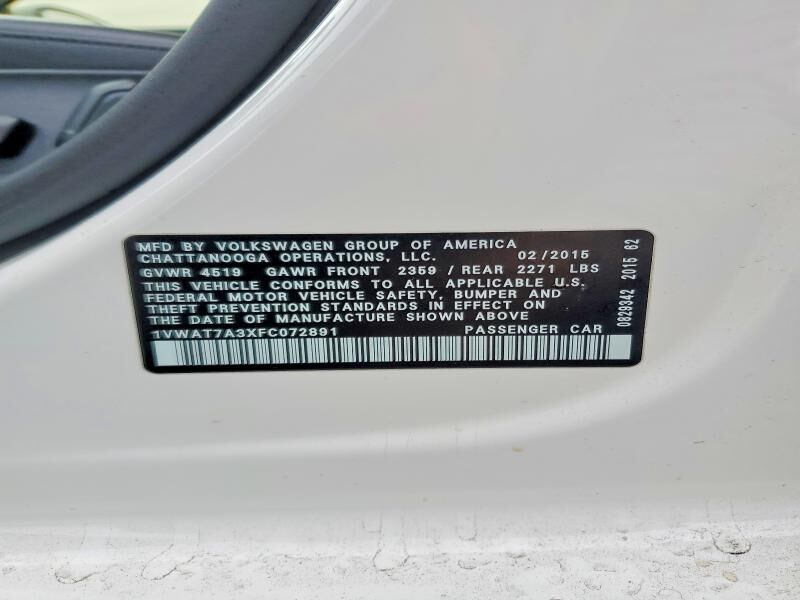 MFD BY VOLKSWAGEN GROUP OF AMERICA
CHATTANOOGA OPERATIONS, LLC. 02/2015
GVWR 4519 GAWR FRONT 2359 / REAR 2271 LBS
THIS VEHICLE CONFORMS TO ALL APPLICABLE U.S.
FEDERAL MOTOR VEHICLE SAFETY, BUMPER AND
THEFT PREVENTION STANDARDS IN EFFECT ON
THE DATE OF MANUFACTURE SHOWN ABOVE
1VWAT7A3XFC072891 PASSENGER CAR
0829342 2015 62